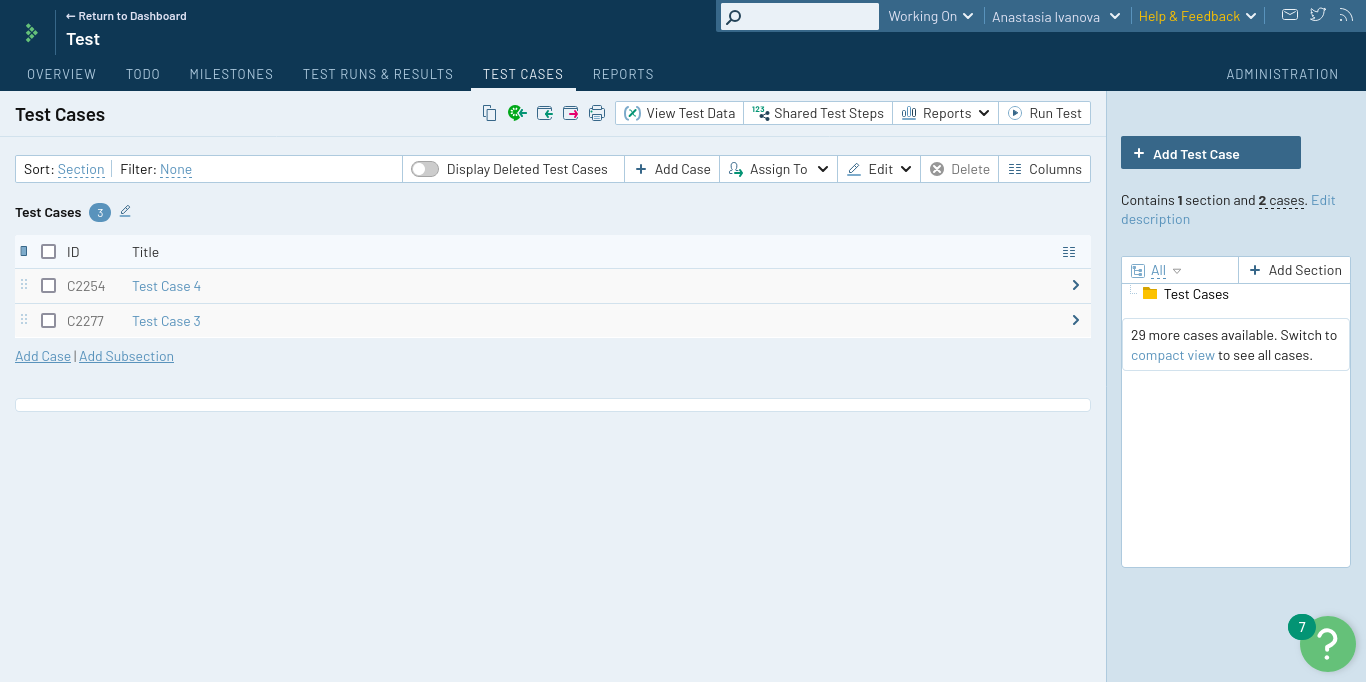 ← Return to Dashboard
Test
Working On
Anastasia Ivanova
Help & Feedback
OVERVIEW TODO MILESTONES TEST RUNS & RESULTS TEST CASES REPORTS ADMINISTRATION
Test Cases
123
View Test Data Shared Test Steps Reports Run Test
Sort: Section Filter: None Display Deleted Test Cases + Add Case Assign To Edit Delete Columns
Test Cases 3
ID Title
C2254 Test Case 4
C2277 Test Case 3
Add Case | Add Subsection
+ Add Test Case
Contains 1 section and 2 cases. Edit
description
All + Add Section
Test Cases
29 more cases available. Switch to
compact view to see all cases.
7
?